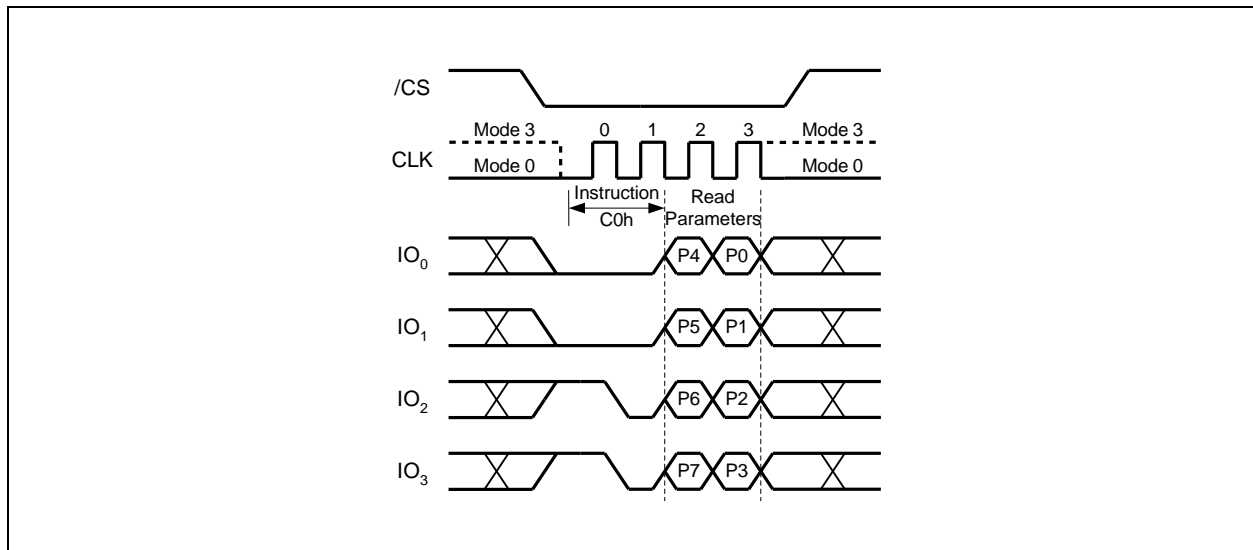 /CS
Mode 3 0 1 2 3 Mode 3
CLK
Mode 0 Mode 0
Instruction Read
C0h Parameters
IO0 P4 P0
IO1 P5 P1
IO2 P6 P2
IO3 P7 P3